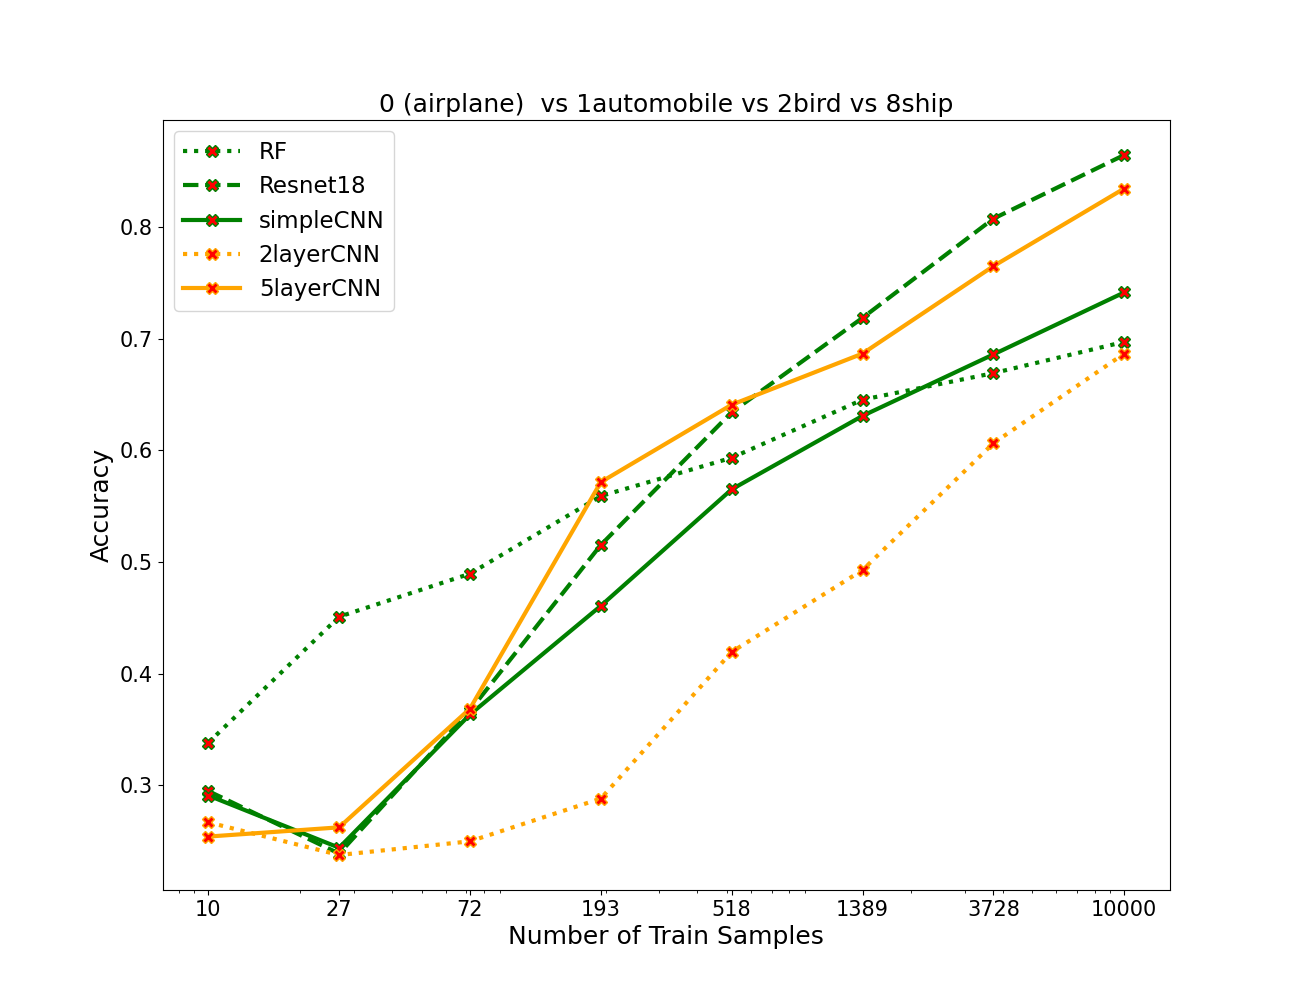 0 (airplane)  vs 1automobile vs 2bird vs 8ship
RF
Resnet18
simpleCNN
2layerCNN
5layerCNN
Accuracy
0.8
0.7
0.6
0.5
0.4
0.3
10 27 72 193 518 1389 3728 10000
Number of Train Samples